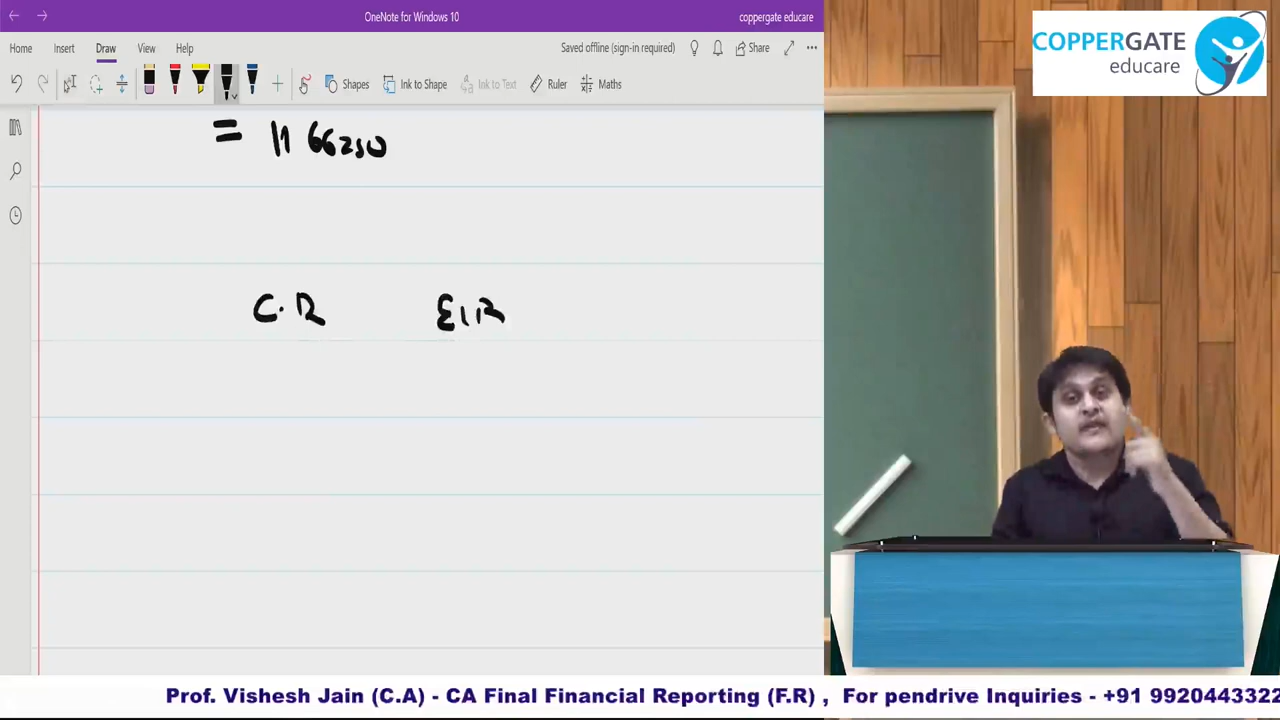 OneNote for Windows 10
coppergate educare
Home Insert Draw View Help
Saved offline (sign-in required) Share
Shapes Ink to Shape Ink to Text Ruler Maths
COPPERGATE
educare
= 1166250
C.R EIR
Prof. Vishesh Jain (C.A) - CA Final Financial Reporting (F.R) , For pendrive Inquiries - +91 9920443322